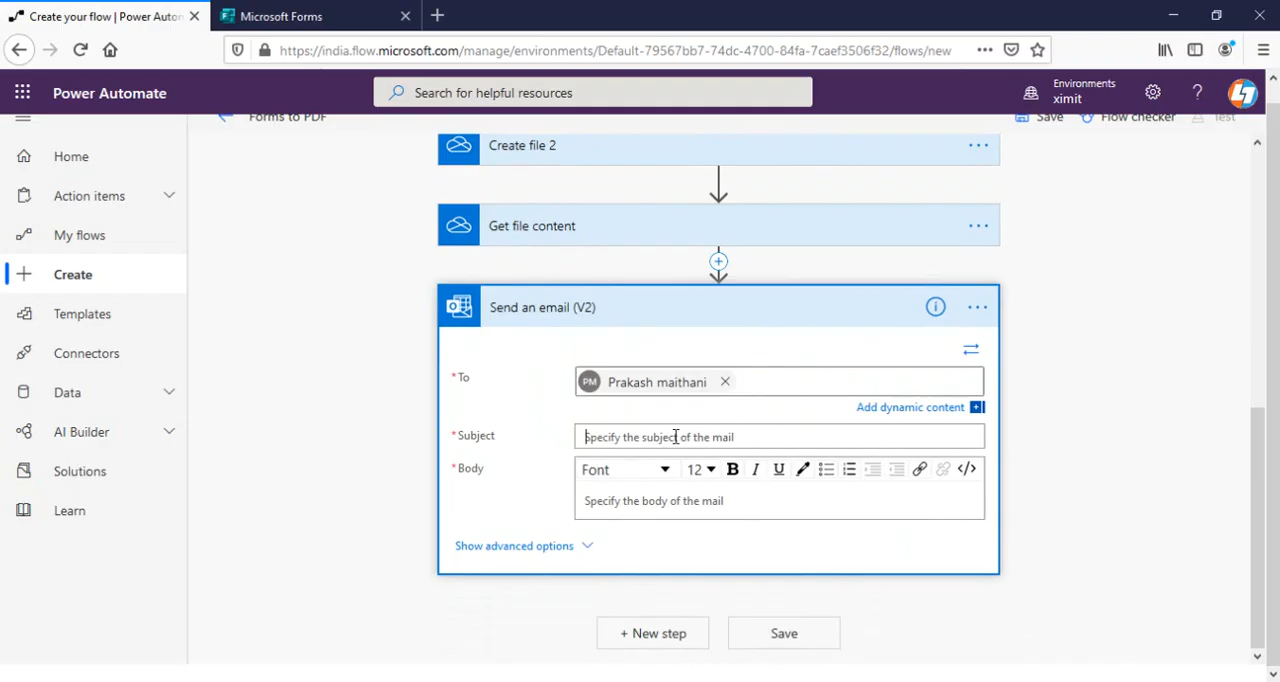 Create your flow | Power Auton
Microsoft Forms
https://india.flow.microsoft.com/manage/environments/Default-79567bb7-74dc-4700-84fa-7caef3506f32/flows/new
Power Automate
Search for helpful resources
Environments
ximit
Forms to PDF
Save
Flow checker
Test
Home
Action items
My flows
Create
Templates
Connectors
Data
AI Builder
Solutions
Learn
Create file 2
Get file content
Send an email (V2)
* To
PM Prakash maithani
Add dynamic content
* Subject
Specify the subject of the mail
* Body
Font 12 B I U </>
Specify the body of the mail
Show advanced options
+ New step
Save